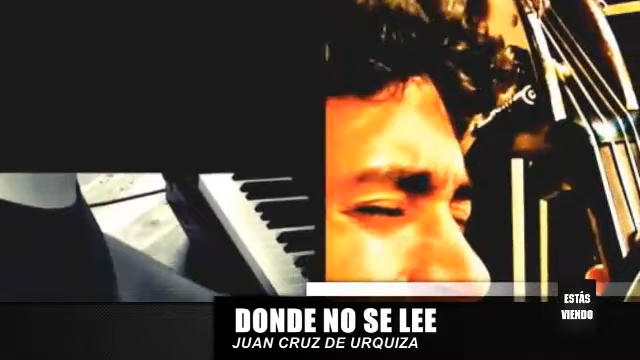 DONDE NO SE LEE
JUAN CRUZ DE URQUIZA
ESTÁS
VIENDO